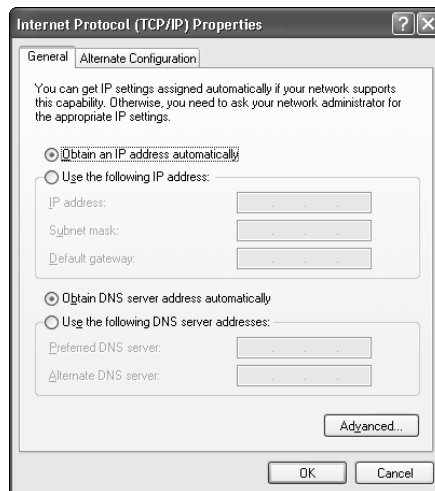 Internet Protocol (TCP/IP) Properties
General
Alternate Configuration
You can get IP settings assigned automatically if your network supports
this capability. Otherwise, you need to ask your network administrator for
the appropriate IP settings.
Obtain an IP address automatically
Use the following IP address:
IP address:
Subnet mask:
Default gateway:
Obtain DNS server address automatically
Use the following DNS server addresses:
Preferred DNS server:
Alternate DNS server:
Advanced...
OK
Cancel